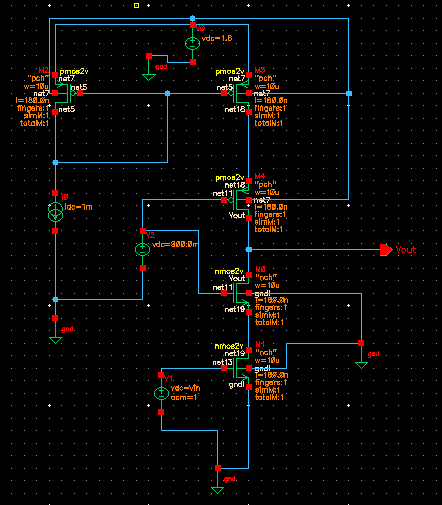 vdc=1.8
M2
pmos2v
net7
"pch"
w=10u
net7
net5
l=180.0n
fingers:1
simM:1
totalM:1
net5
M3
pmos2v
net7
"pch"
w=10u
net5
net7
l=180.0n
fingers:1
simM:1
totalM:1
net18
gnd
M4
pmos2v
net18
"pch"
w=10u
net11
l=180.0n
fingers:1
simM:1
totalM:1
Vout
idc=1m
V2
vdc=900.0m
Vout
M0
nmos2v
Vout
"nch"
w=10u
net11
gnd!
l=180.0n
fingers:1
simM:1
totalM:1
net19
gnd
M1
nmos2v
net19
"nch"
w=10u
net13
l=180.0n
fingers:1
simM:1
totalM:1
gnd!
gnd
vdc=Vin
acm=1
gnd